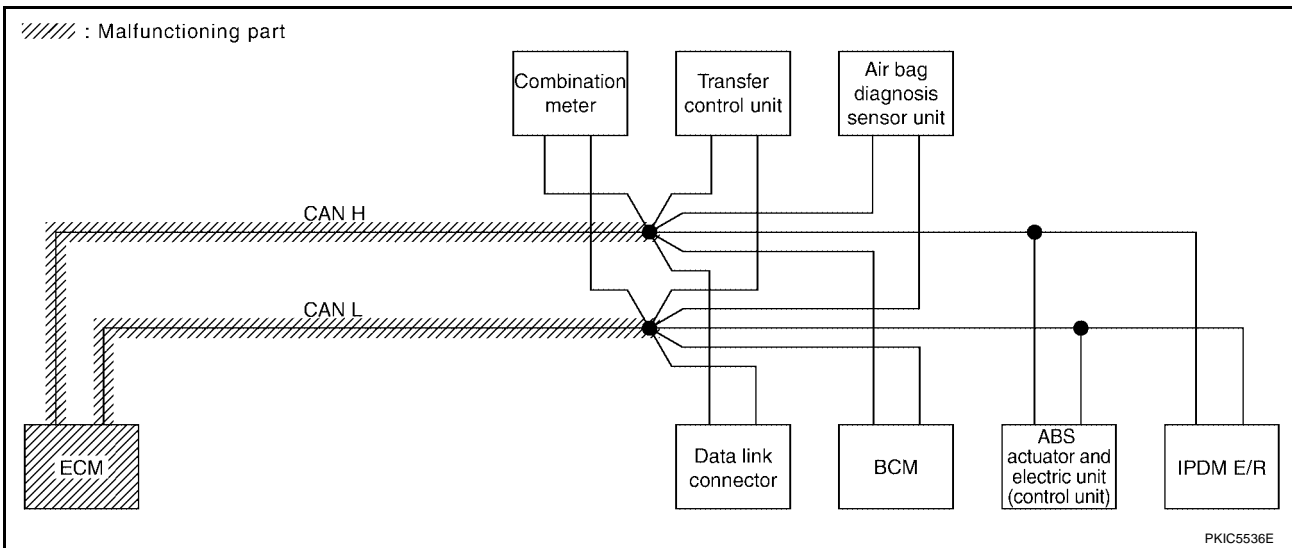 : Malfunctioning part
Combination
meter
Transfer
control unit
Air bag
diagnosis
sensor unit
CAN H
CAN L
ECM
Data link
connector
BCM
ABS
actuator and
electric unit
(control unit)
IPDM E/R
PKIC5536E